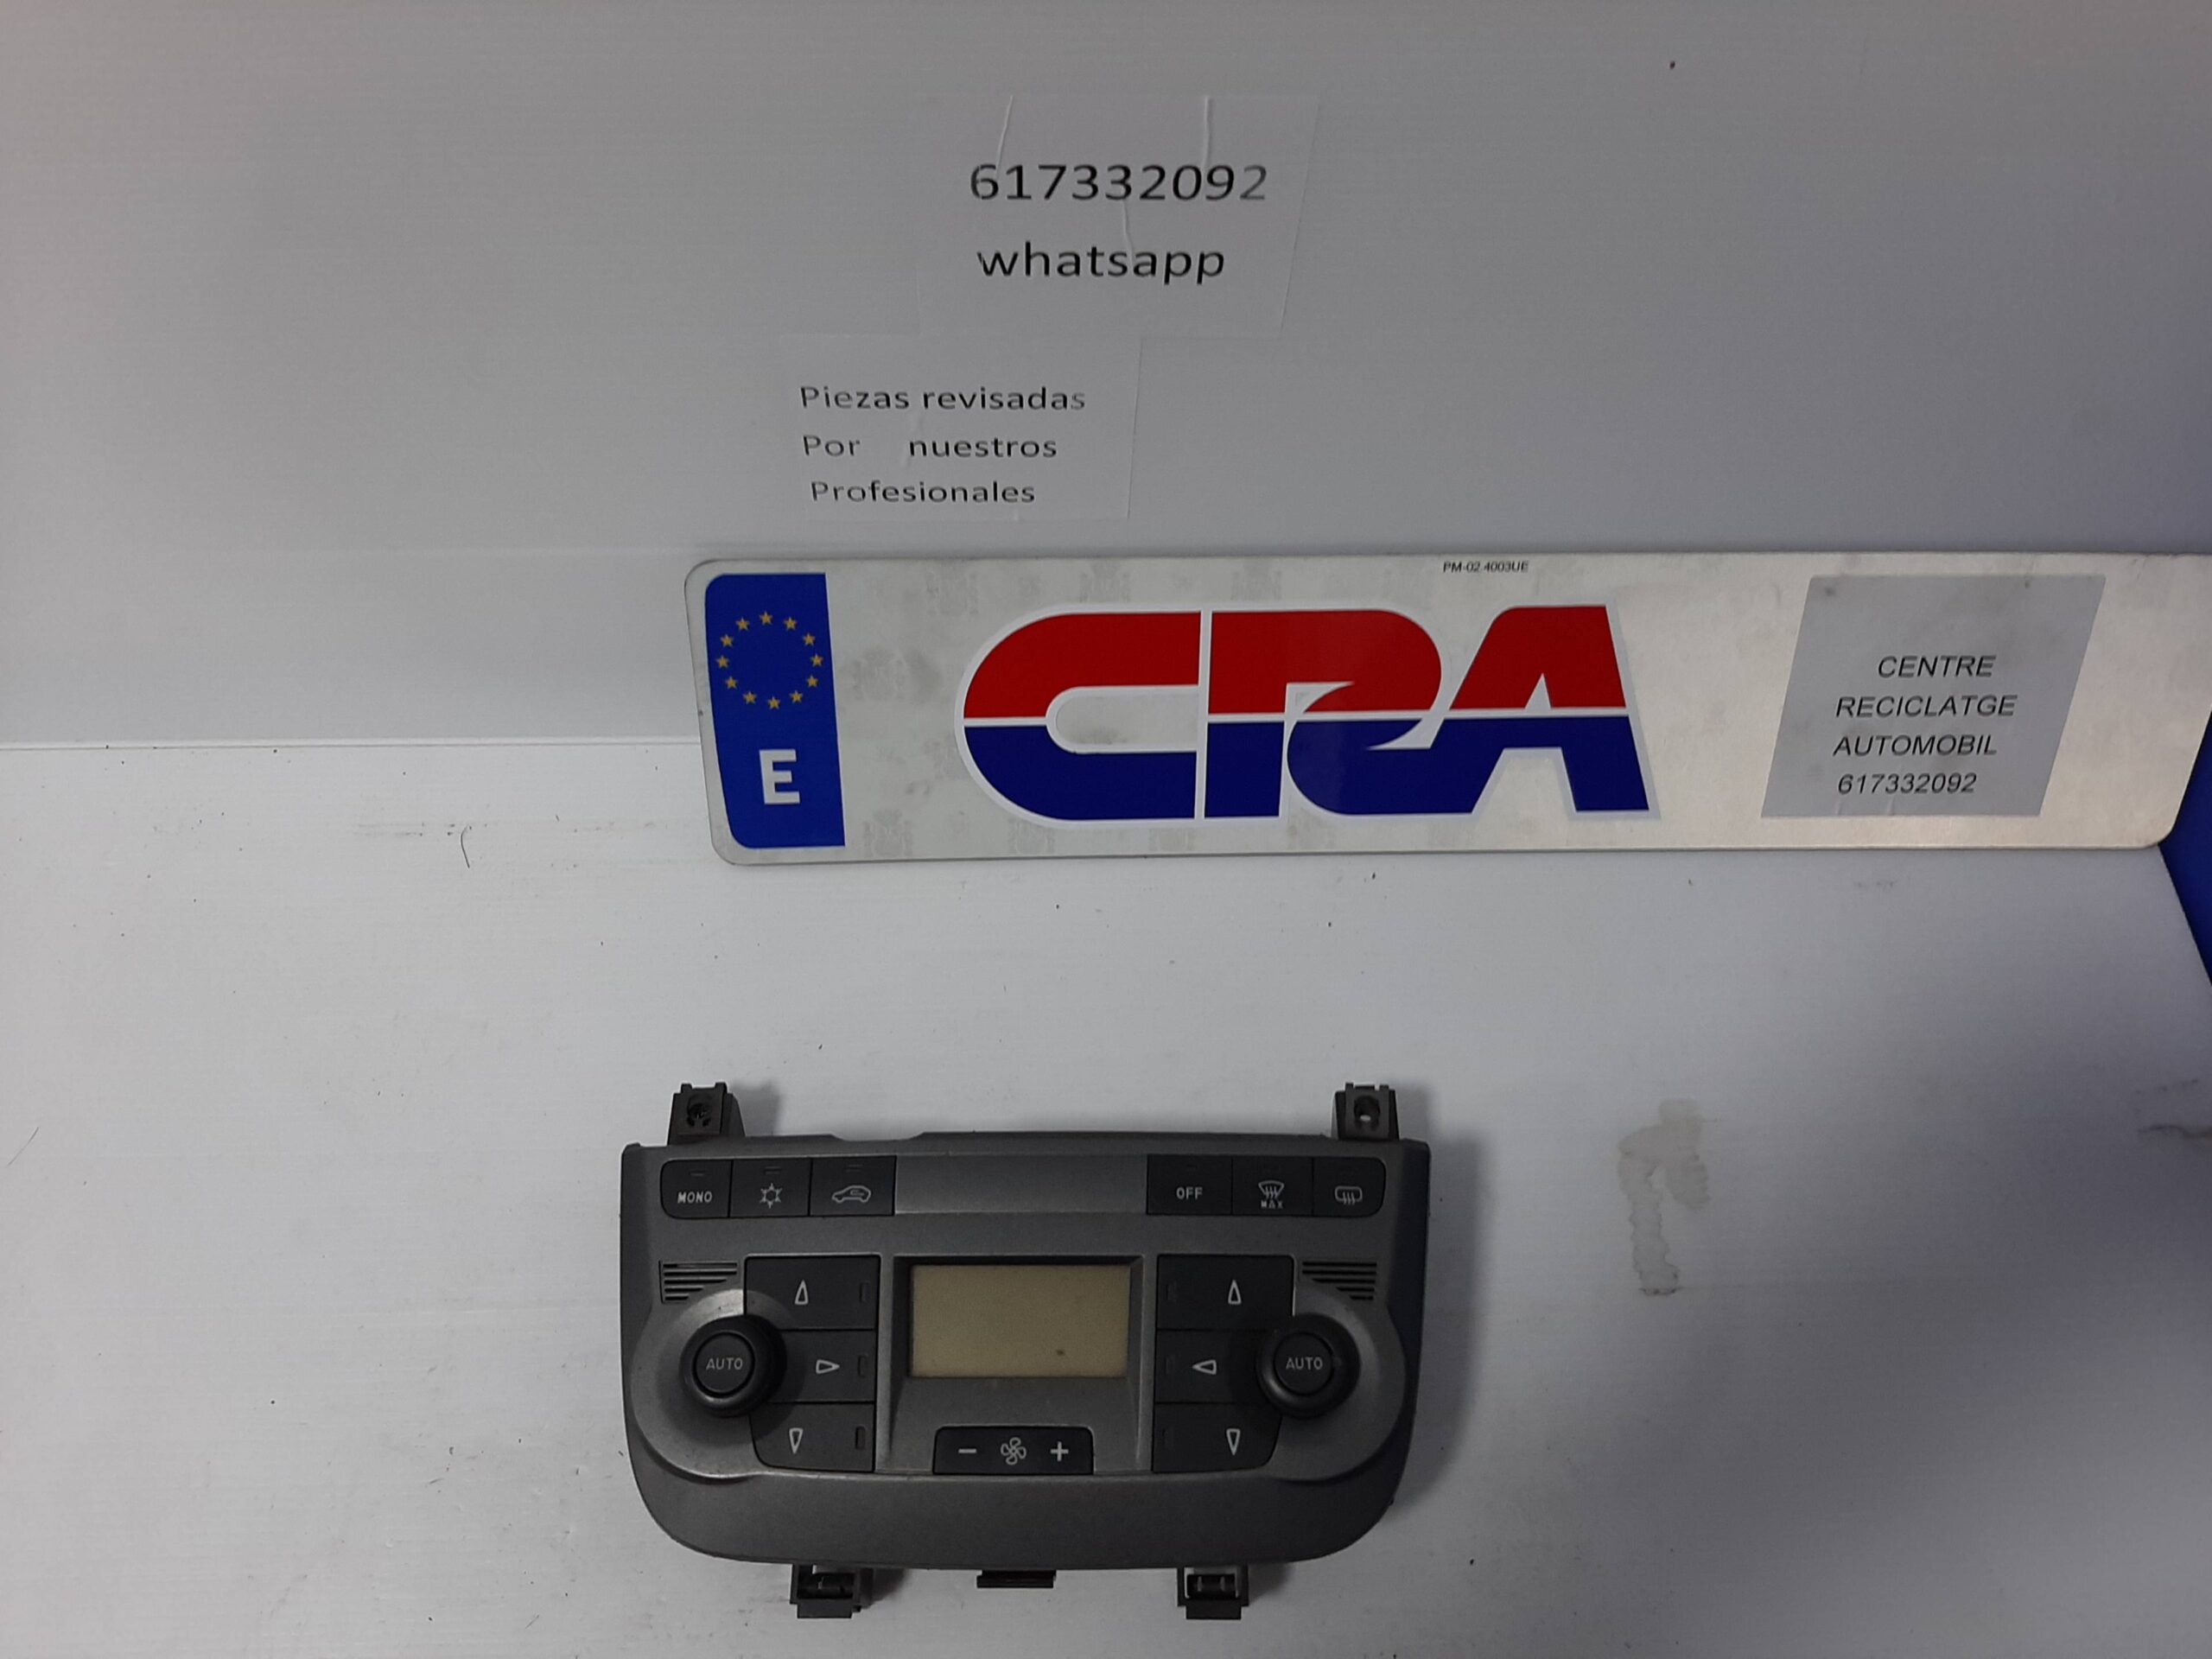 617332092
whatsapp
Piezas revisadas
Por nuestros
Profesionales
PM-02.4003UE
E
CRA
CENTRE
RECICLATGE
AUTOMOBIL
617332092
MONO
OFF
MAX
AUTO
AUTO
- +